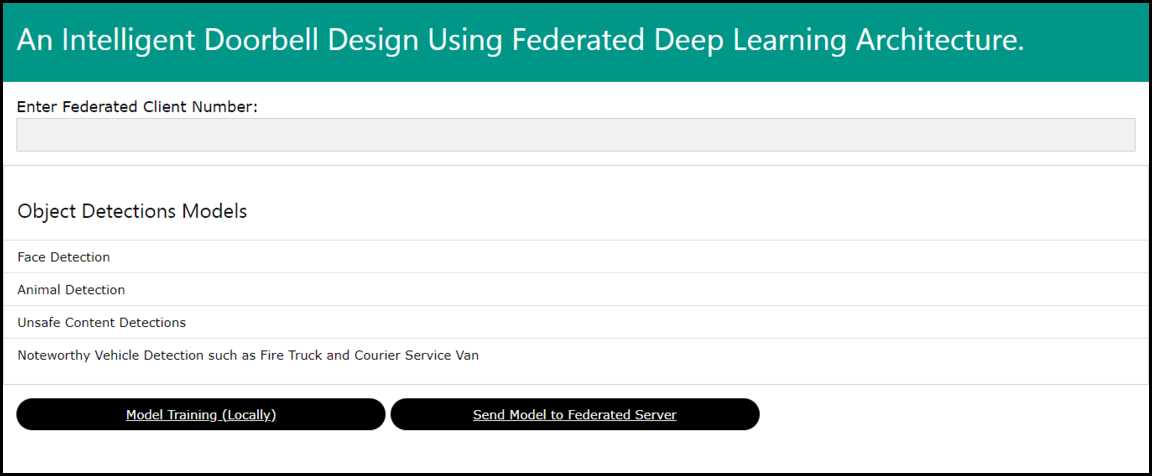 An Intelligent Doorbell Design Using Federated Deep Learning Architecture.
Enter Federated Client Number:
Object Detections Models
Face Detection
Animal Detection
Unsafe Content Detections
Noteworthy Vehicle Detection such as Fire Truck and Courier Service Van
Model Training (Locally)
Send Model to Federated Server